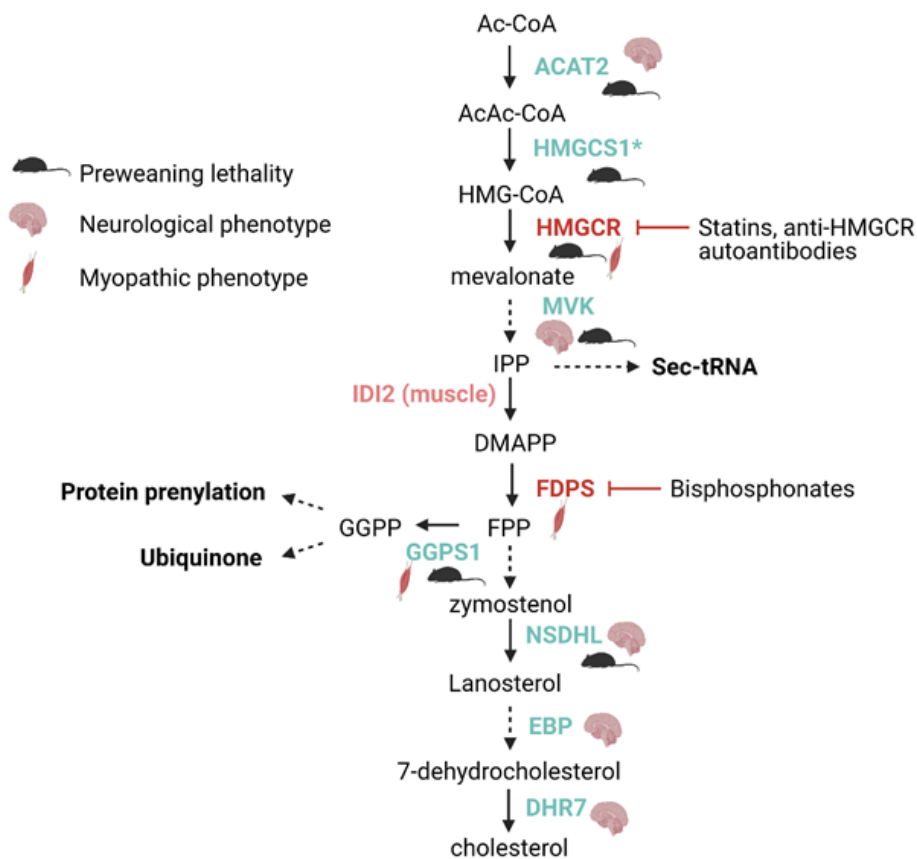 Ac-CoA
ACAT2
AcAc-CoA
HMGCS1*
Preweaning lethality
HMG-CoA
Neurological phenotype
HMGCR
Statins, anti-HMGCR
autoantibodies
Myopathic phenotype
mevalonate
MVK
IPP
Sec-tRNA
IDI2 (muscle)
DMAPP
Protein prenylation
FDPS
Bisphosphonates
GGPP
FPP
Ubiquinone
GGPS1
zymostenol
NSDHL
Lanosterol
EBP
7-dehydrocholesterol
DHR7
cholesterol